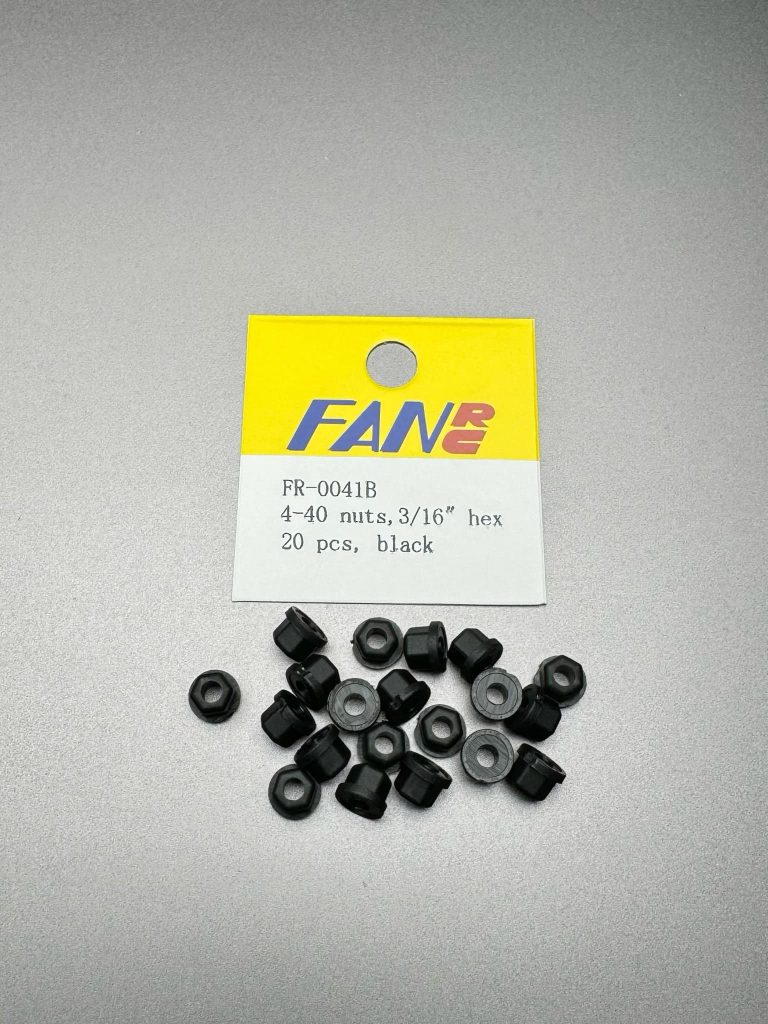 FAN RC
FR-0041B
4-40 nuts,3/16" hex
20 pcs, black